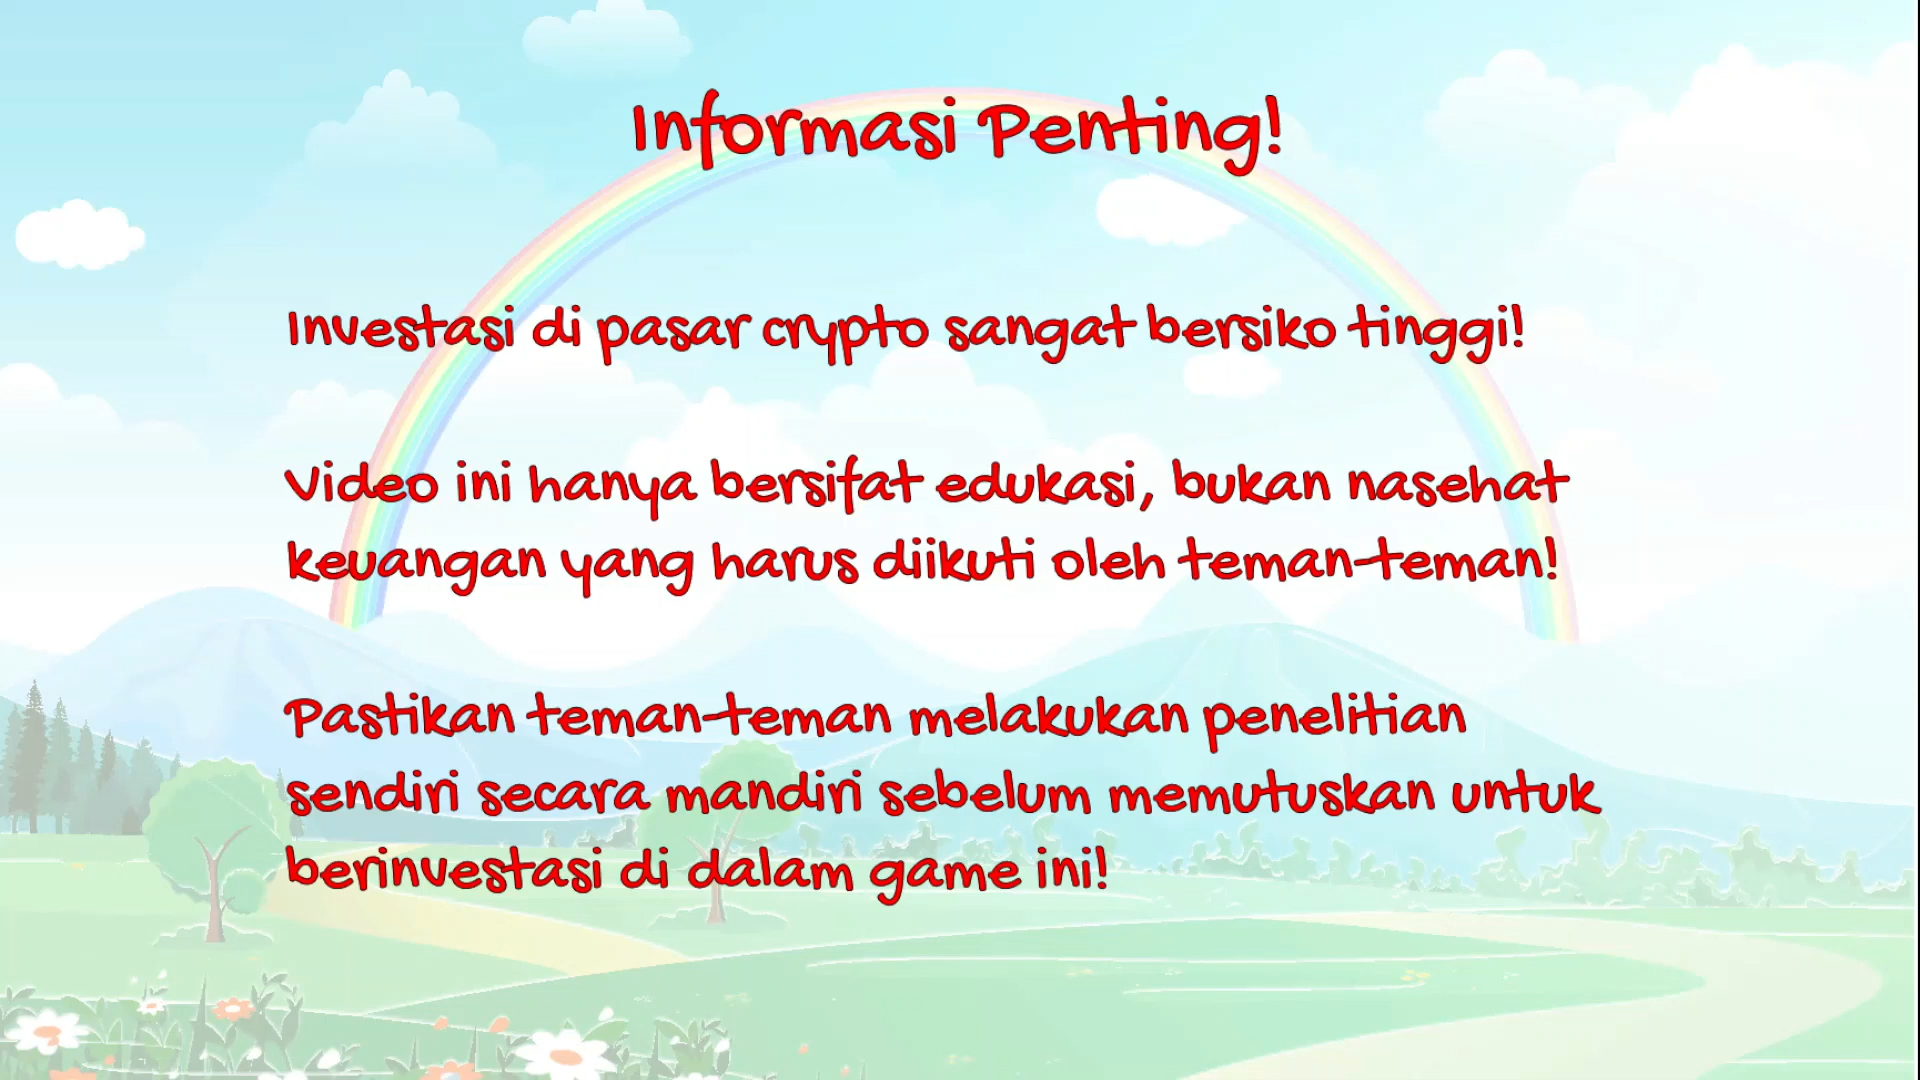 Informasi Penting!
Investasi di pasar crypto sangat bersiko tinggi!
Video ini hanya bersifat edukasi, bukan nasehat
keuangan yang harus diikuti oleh teman-teman!
Pastikan teman-teman melakukan penelitian
sendiri secara mandiri sebelum memutuskan untuk
berinvestasi di dalam game ini!